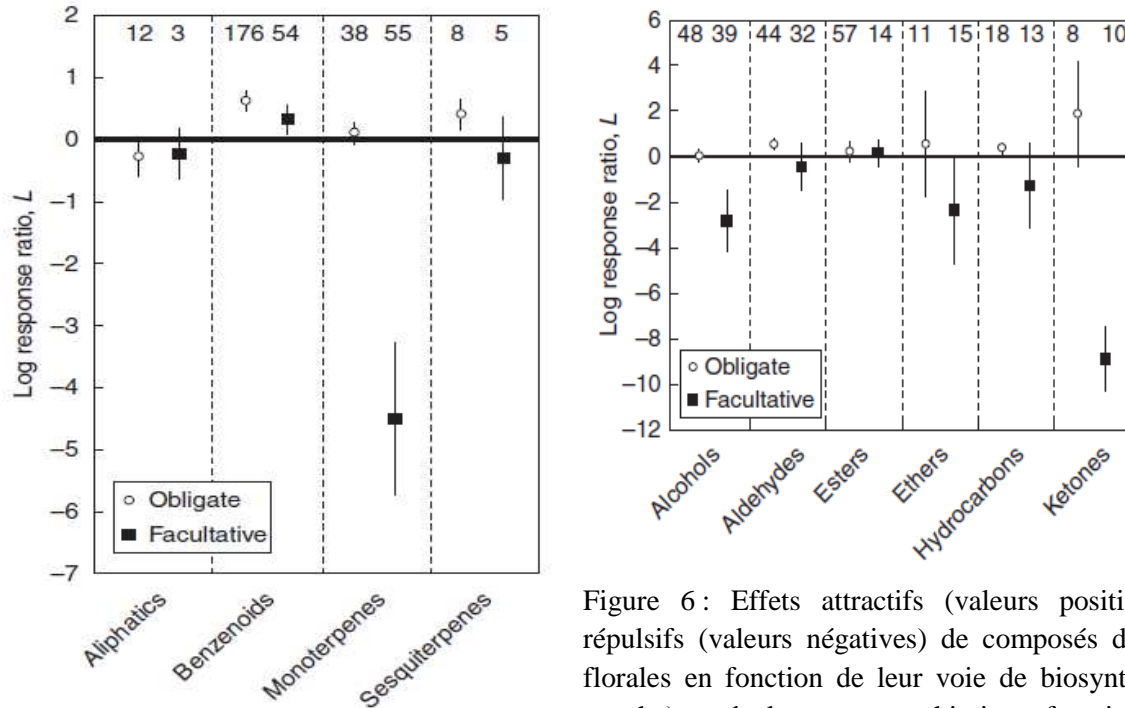 2
12 3 176 54 38 55 8 5
1
0
−1
−2
−3
−4
−5
−6
−7
Log response ratio, L
Obligate
Facultative
Aliphatics
Benzenoids
Monoterpenes
Sesquiterpenes
6
48 39 44 32 57 14 11 15 18 13 8 10
4
2
0
−2
−4
−6
−8
−10
−12
Log response ratio, L
Obligate
Facultative
Alcohols
Aldehydes
Esters
Ethers
Hydrocarbons
Ketones
Figure 6 : Effets attractifs (valeurs positi
répulsifs (valeurs négatives) de composés d
florales en fonction de leur voie de biosynt